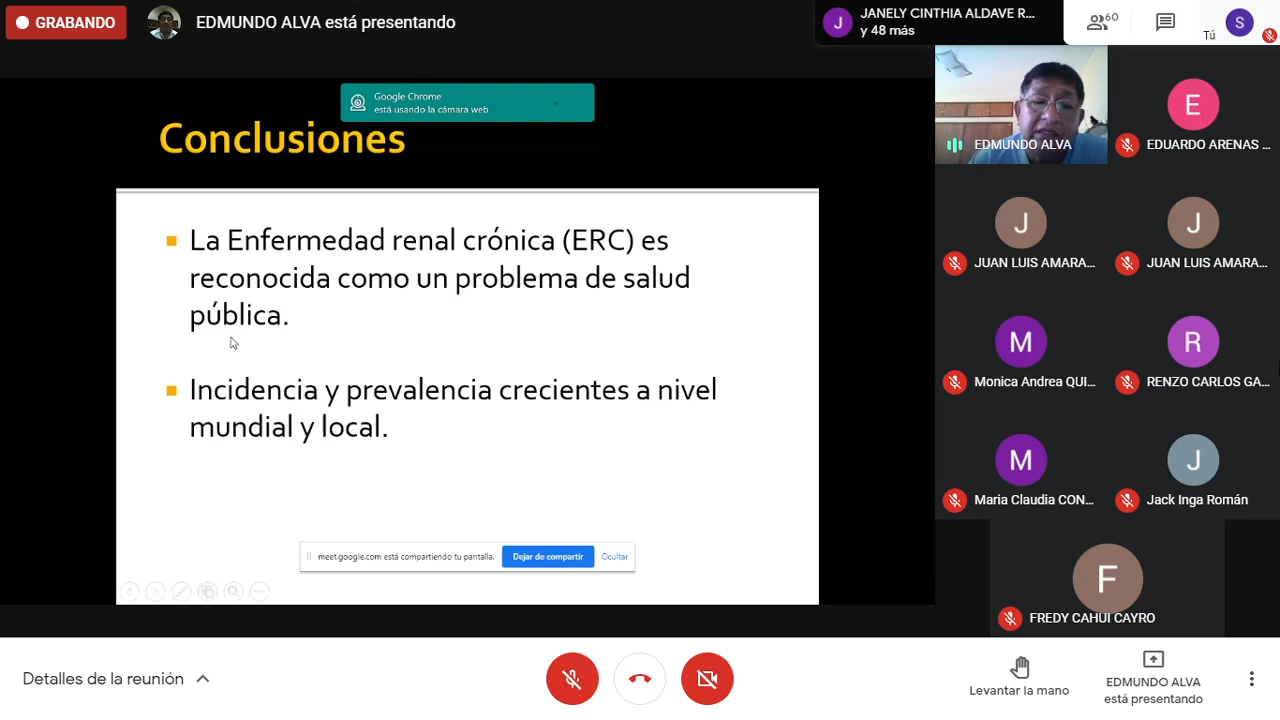 GRABANDO
EDMUNDO ALVA está presentando
J
JANELY CINTHIA ALDAVE R...
y 48 más
60
Tú
S
Google Chrome
está usando la cámara web
Conclusiones
La Enfermedad renal crónica (ERC) es
reconocida como un problema de salud
pública.
Incidencia y prevalencia crecientes a nivel
mundial y local.
meet.google.com está compartiendo tu pantalla.
Dejar de compartir
Ocultar
EDMUNDO ALVA
E
EDUARDO ARENAS ...
J
JUAN LUIS AMARA...
J
JUAN LUIS AMARA...
M
Monica Andrea QUI...
R
RENZO CARLOS GA...
M
Maria Claudia CON...
J
Jack Inga Román
F
FREDY CAHUI CAYRO
Detalles de la reunión
Levantar la mano
EDMUNDO ALVA
está presentando